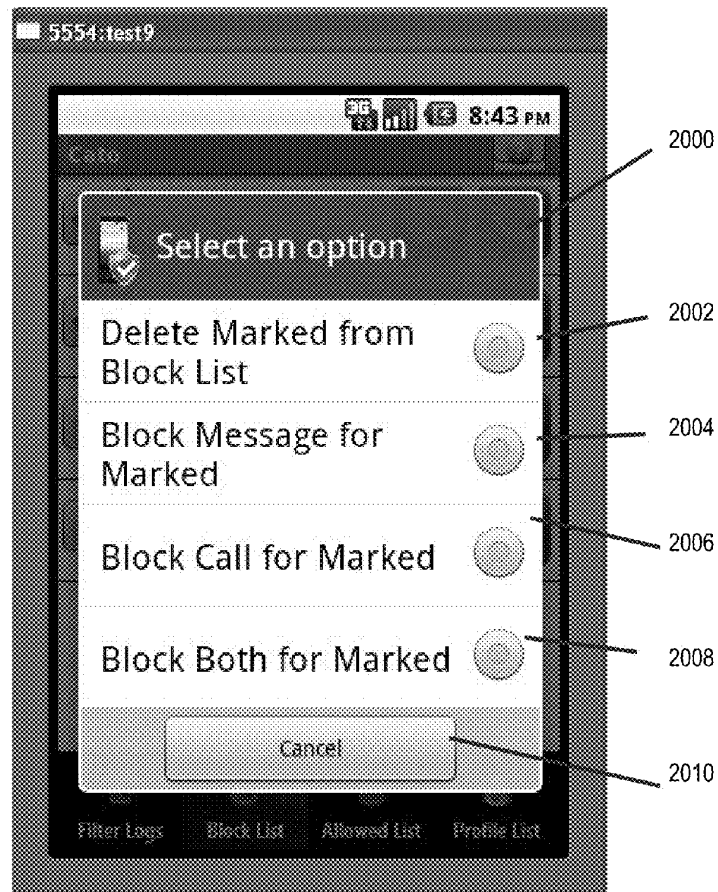 5554:test9
3G
8:43 PM
Cato
2000
Select an option
2002
Delete Marked from
Block List
2004
Block Message for
Marked
2006
Block Call for Marked
2008
Block Both for Marked
Cancel
2010
Filter Logs
Block List
Allowed List
Profile List